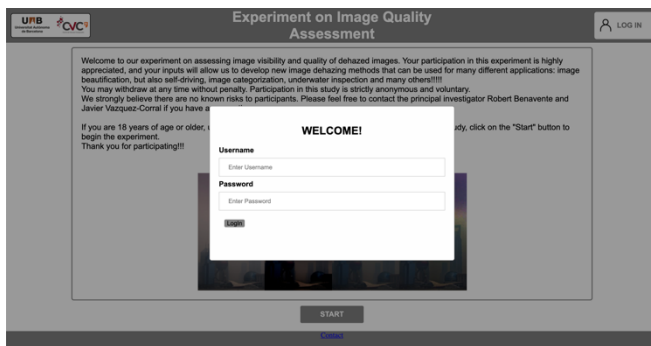 UAB
Universitat Autònoma
de Barcelona
CVC
Experiment on Image Quality
Assessment
LOG IN
Welcome to our experiment on assessing image visibility and quality of dehazed images. Your participation in this experiment is highly
appreciated, and your inputs will allow us to develop new image dehazing methods that can be used for many different applications: image
beautification, but also self-driving, image categorization, underwater inspection and many others!!!!!
You may withdraw at any time without penalty. Participation in this study is strictly anonymous and voluntary.
We strongly believe there are no known risks to participants. Please feel free to contact the principal investigator Robert Benavente and
Javier Vazquez-Corral if you have a
If you are 18 years of age or older, udy, click on the "Start" button to
begin the experiment.
Thank you for participating!!!
WELCOME!
Username
Enter Username
Password
Enter Password
Login
START
Contact